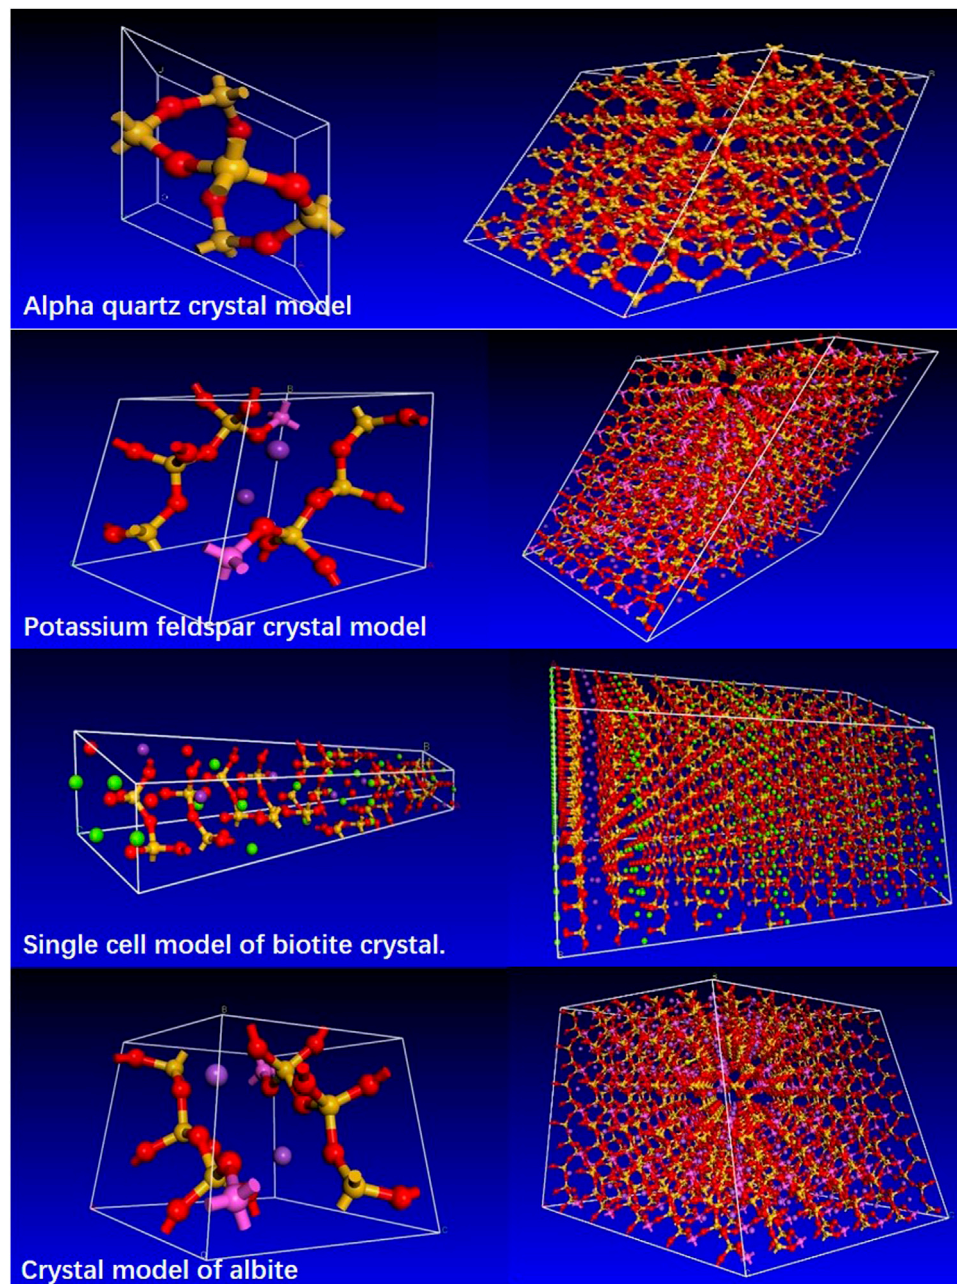 Alpha quartz crystal model
Potassium feldspar crystal model
Single cell model of biotite crystal.
Crystal model of albite